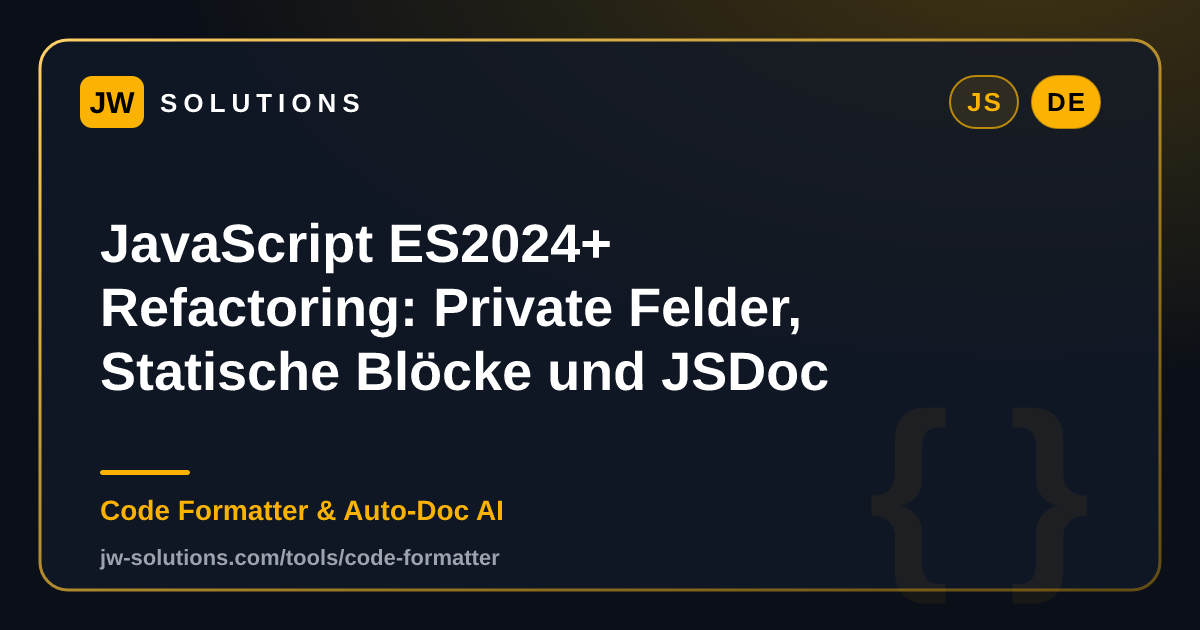 JW SOLUTIONS
JS DE
JavaScript ES2024+
Refactoring: Private Felder,
Statische Blöcke und JSDoc
Code Formatter & Auto-Doc AI
jw-solutions.com/tools/code-formatter
{ }